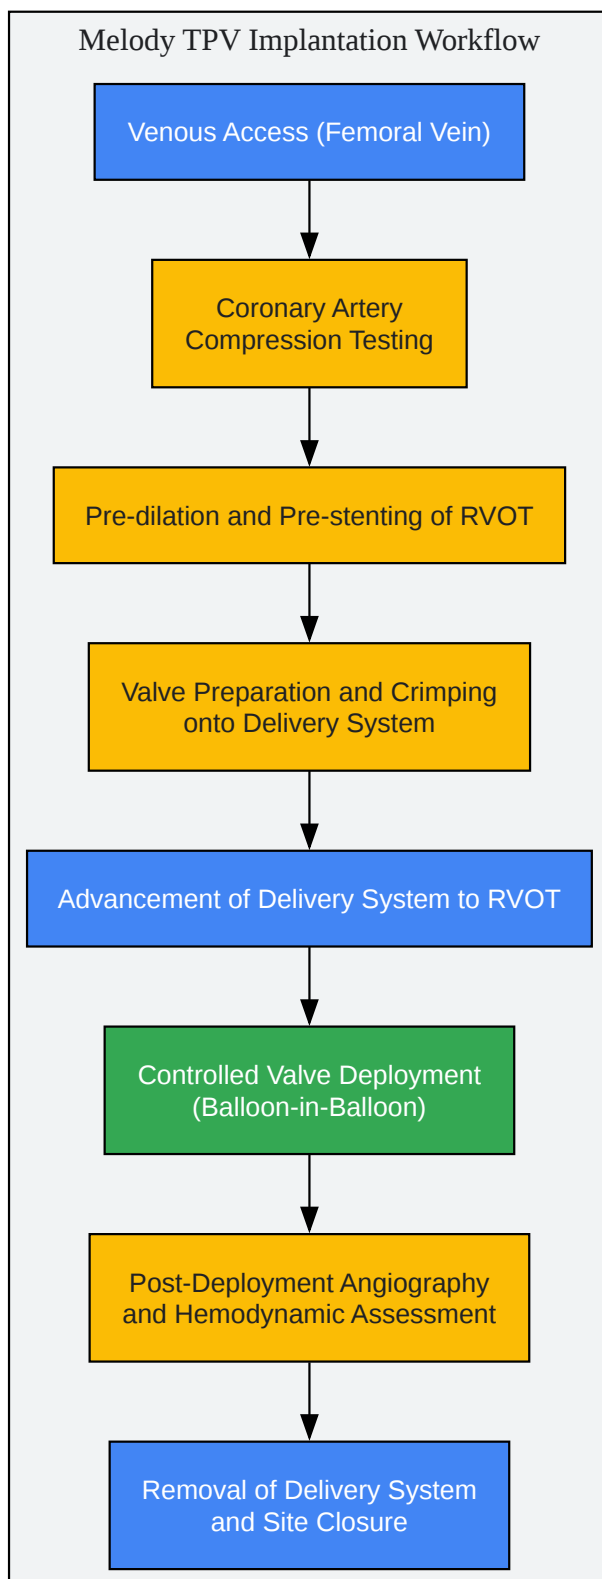 Melody TPV Implantation Workflow
Venous Access (Femoral Vein)
Coronary Artery
Compression Testing
Pre-dilation and Pre-stenting of RVOT
Valve Preparation and Crimping
onto Delivery System
Advancement of Delivery System to RVOT
Controlled Valve Deployment
(Balloon-in-Balloon)
Post-Deployment Angiography
and Hemodynamic Assessment
Removal of Delivery System
and Site Closure